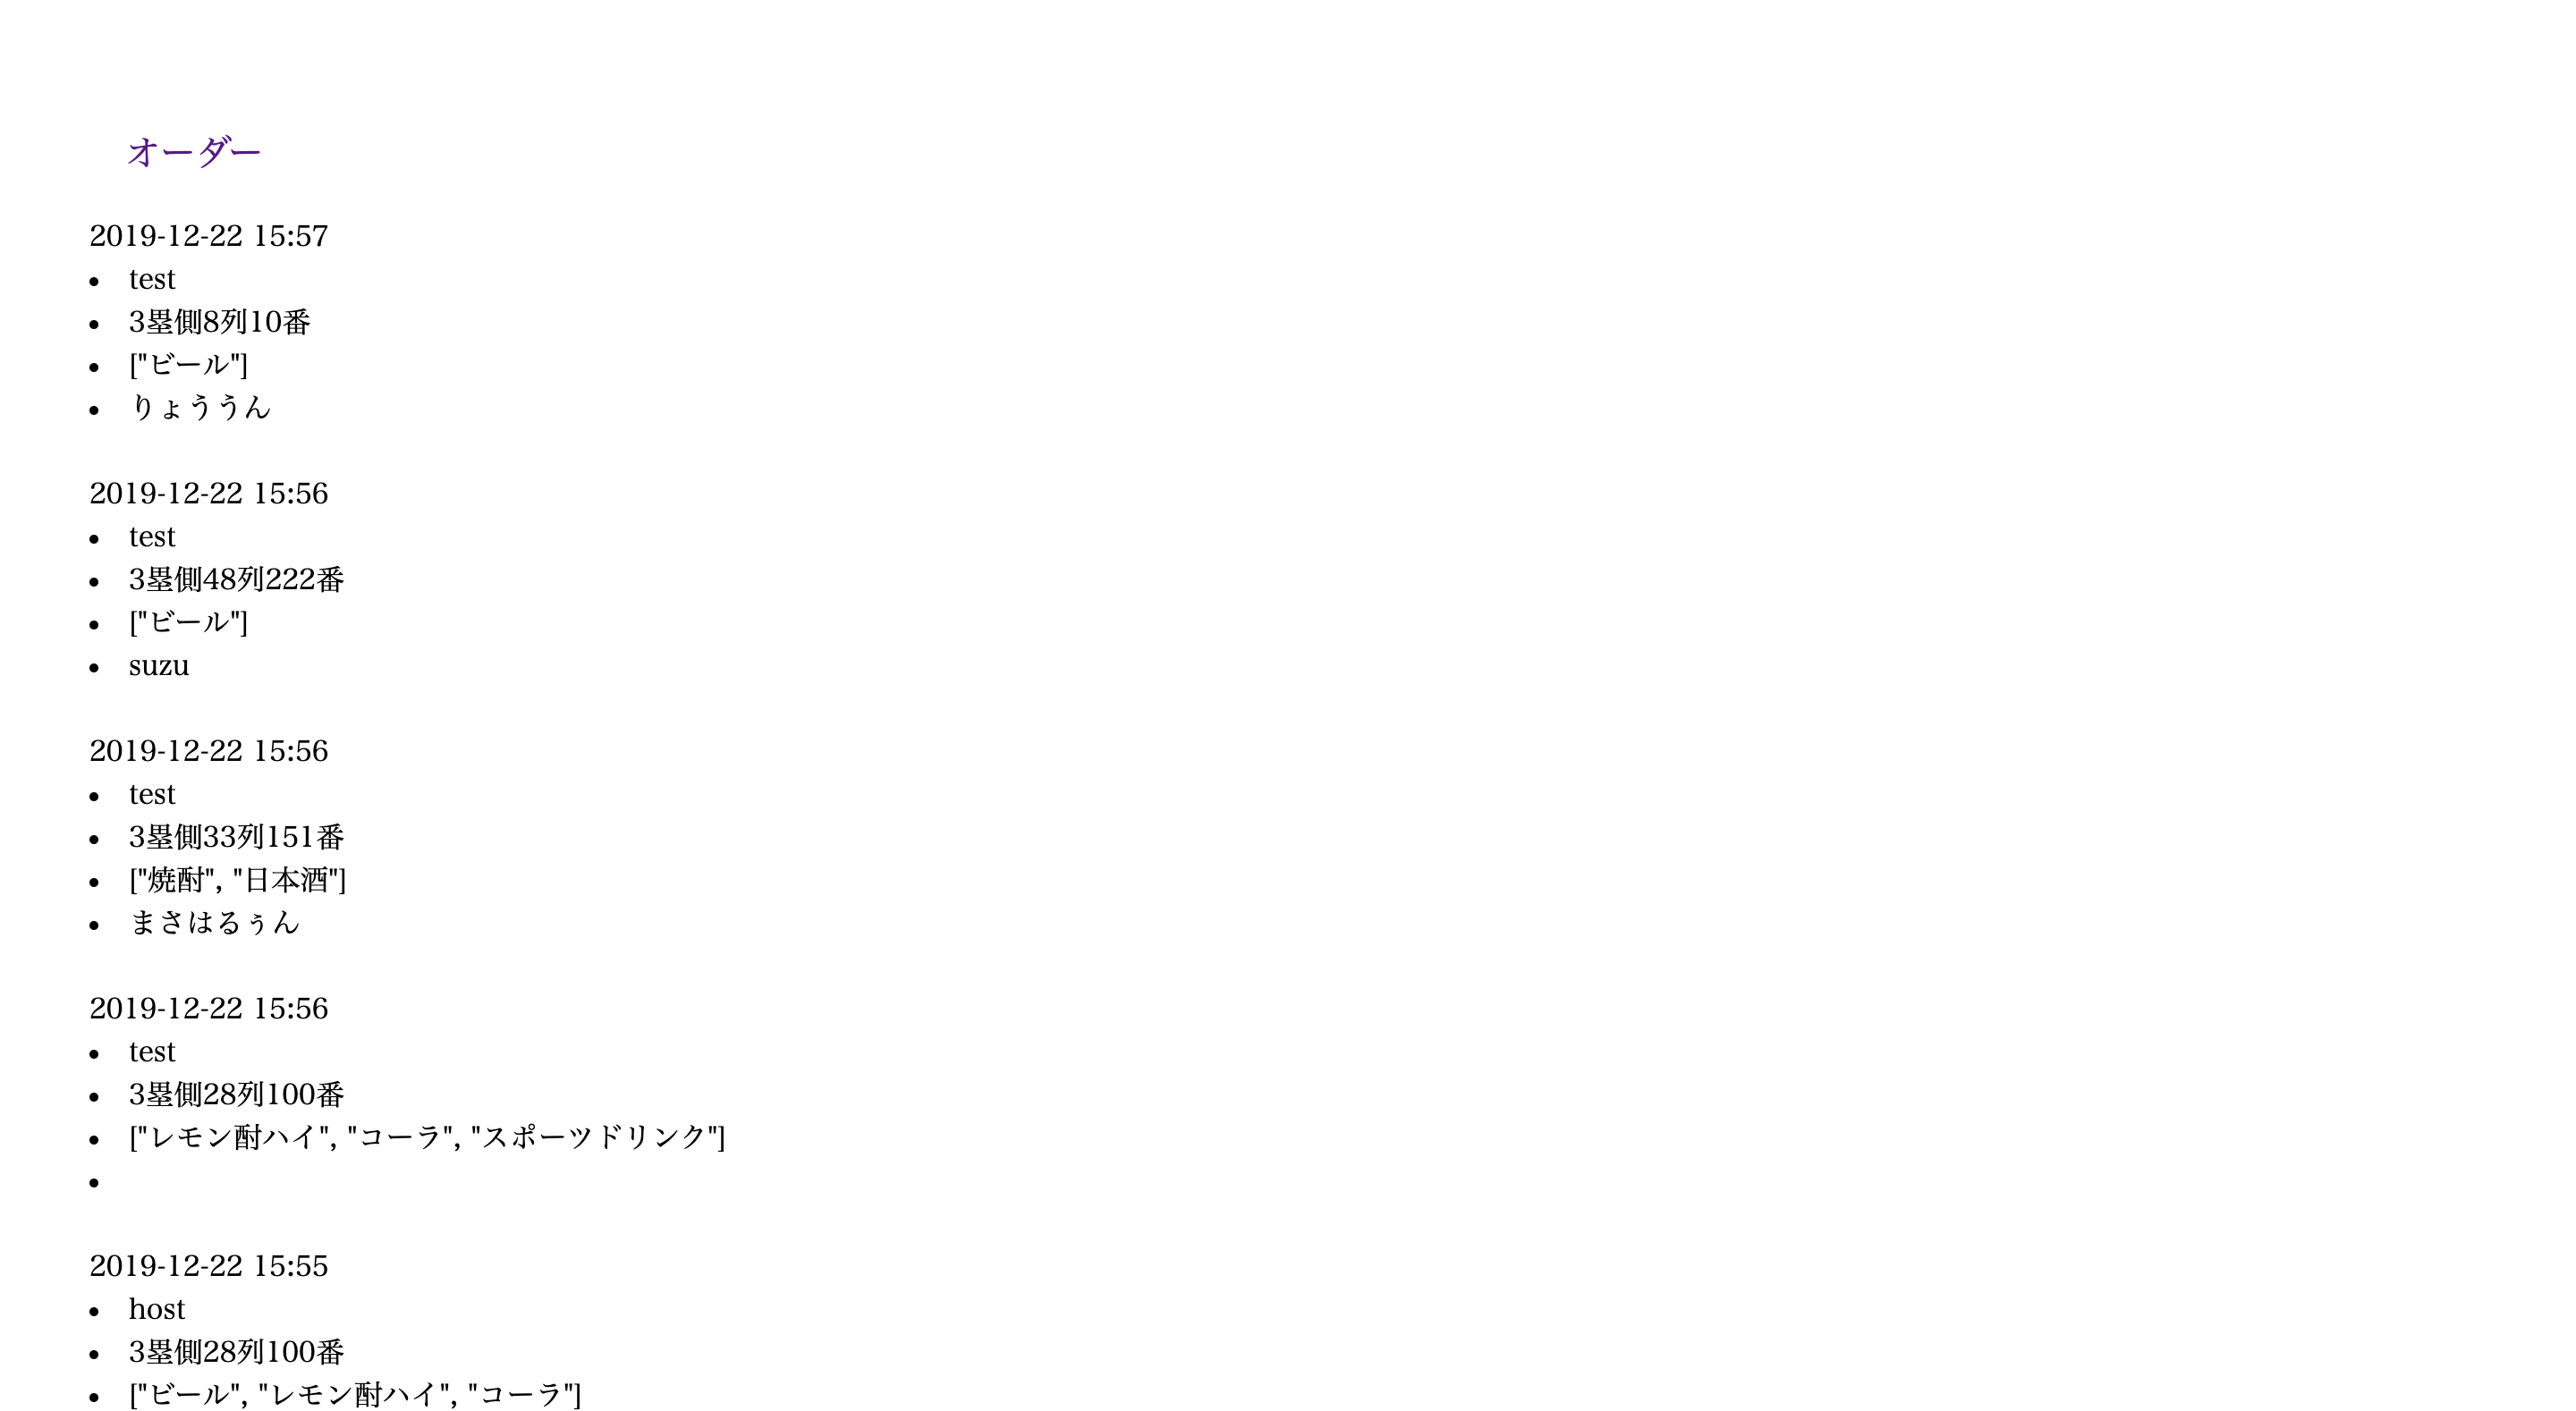 オーダー
2019-12-22 15:57
• test
• 3塁側8列10番
• ["ビール"]
• りょううん
2019-12-22 15:56
• test
• 3塁側48列222番
• ["ビール"]
• suzu
2019-12-22 15:56
• test
• 3塁側33列151番
• ["焼酎", "日本酒"]
• まさはるぅん
2019-12-22 15:56
• test
• 3塁側28列100番
• ["レモン酎ハイ", "コーラ", "スポーツドリンク"]
•
2019-12-22 15:55
• host
• 3塁側28列100番
• ["ビール", "レモン酎ハイ", "コーラ"]